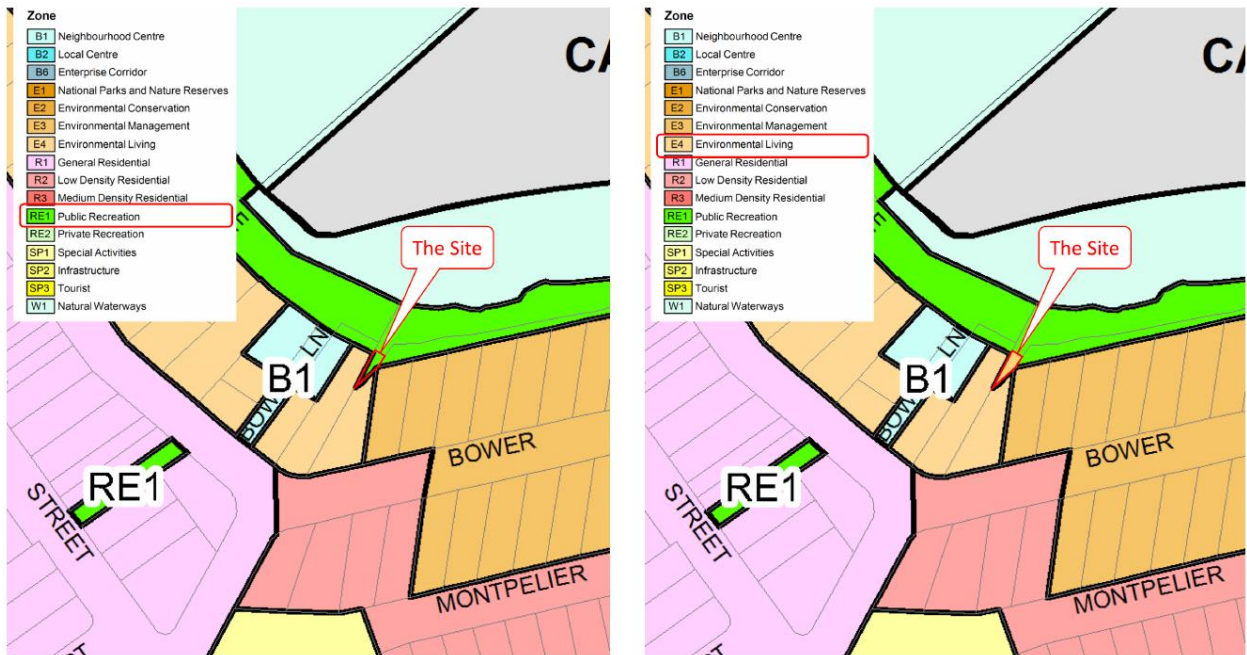 Zone
B1 Neighbourhood Centre
B2 Local Centre
B6 Enterprise Corridor
E1 National Parks and Nature Reserves
E2 Environmental Conservation
E3 Environmental Management
E4 Environmental Living
R1 General Residential
R2 Low Density Residential
R3 Medium Density Residential
RE1 Public Recreation
RE2 Private Recreation
SP1 Special Activities
SP2 Infrastructure
SP3 Tourist
W1 Natural Waterways
CA
E
The Site
LN
B1
BOW
BOWER
RE1
STREET
MONTPELIER
Zone
B1 Neighbourhood Centre
B2 Local Centre
B6 Enterprise Corridor
E1 National Parks and Nature Reserves
E2 Environmental Conservation
E3 Environmental Management
E4 Environmental Living
R1 General Residential
R2 Low Density Residential
R3 Medium Density Residential
RE1 Public Recreation
RE2 Private Recreation
SP1 Special Activities
SP2 Infrastructure
SP3 Tourist
W1 Natural Waterways
CA
E
The Site
LN
B1
BOW
BOWER
RE1
STREET
MONTPELIER